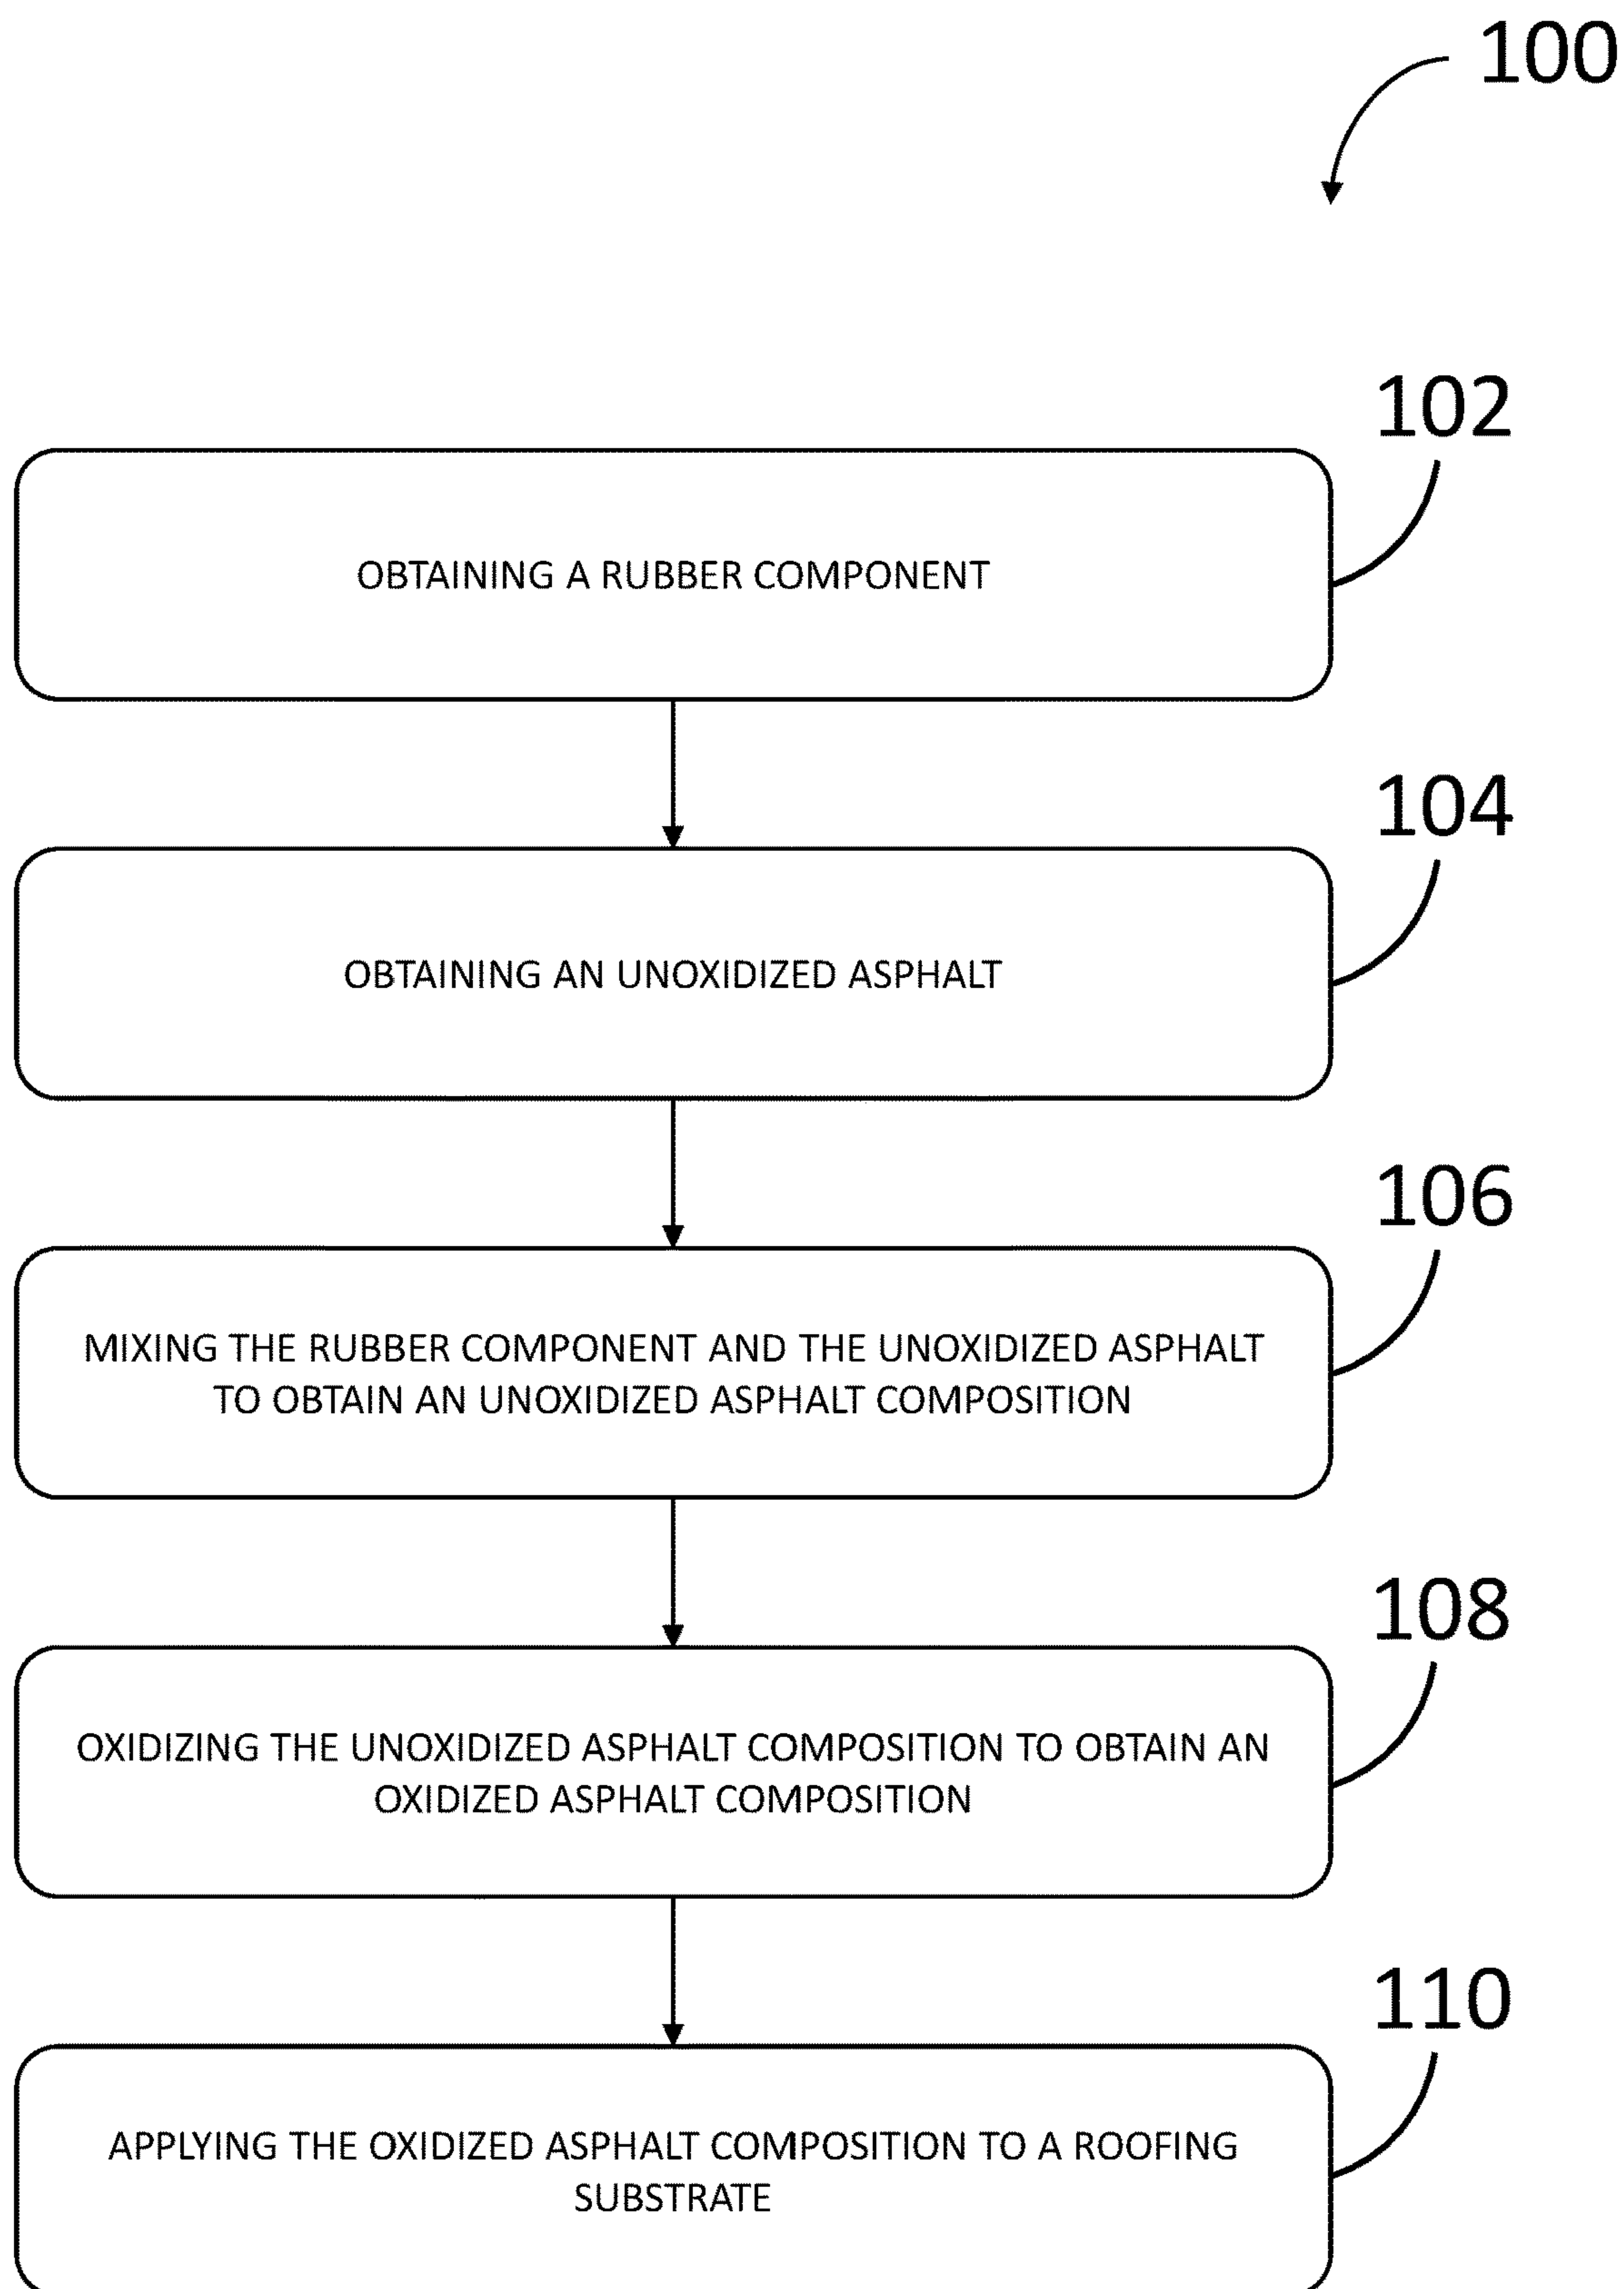 100
102
OBTAINING A RUBBER COMPONENT
104
OBTAINING AN UNOXIDIZED ASPHALT
106
MIXING THE RUBBER COMPONENT AND THE UNOXIDIZED ASPHALT
TO OBTAIN AN UNOXIDIZED ASPHALT COMPOSITION
108
OXIDIZING THE UNOXIDIZED ASPHALT COMPOSITION TO OBTAIN AN
OXIDIZED ASPHALT COMPOSITION
110
APPLYING THE OXIDIZED ASPHALT COMPOSITION TO A ROOFING
SUBSTRATE